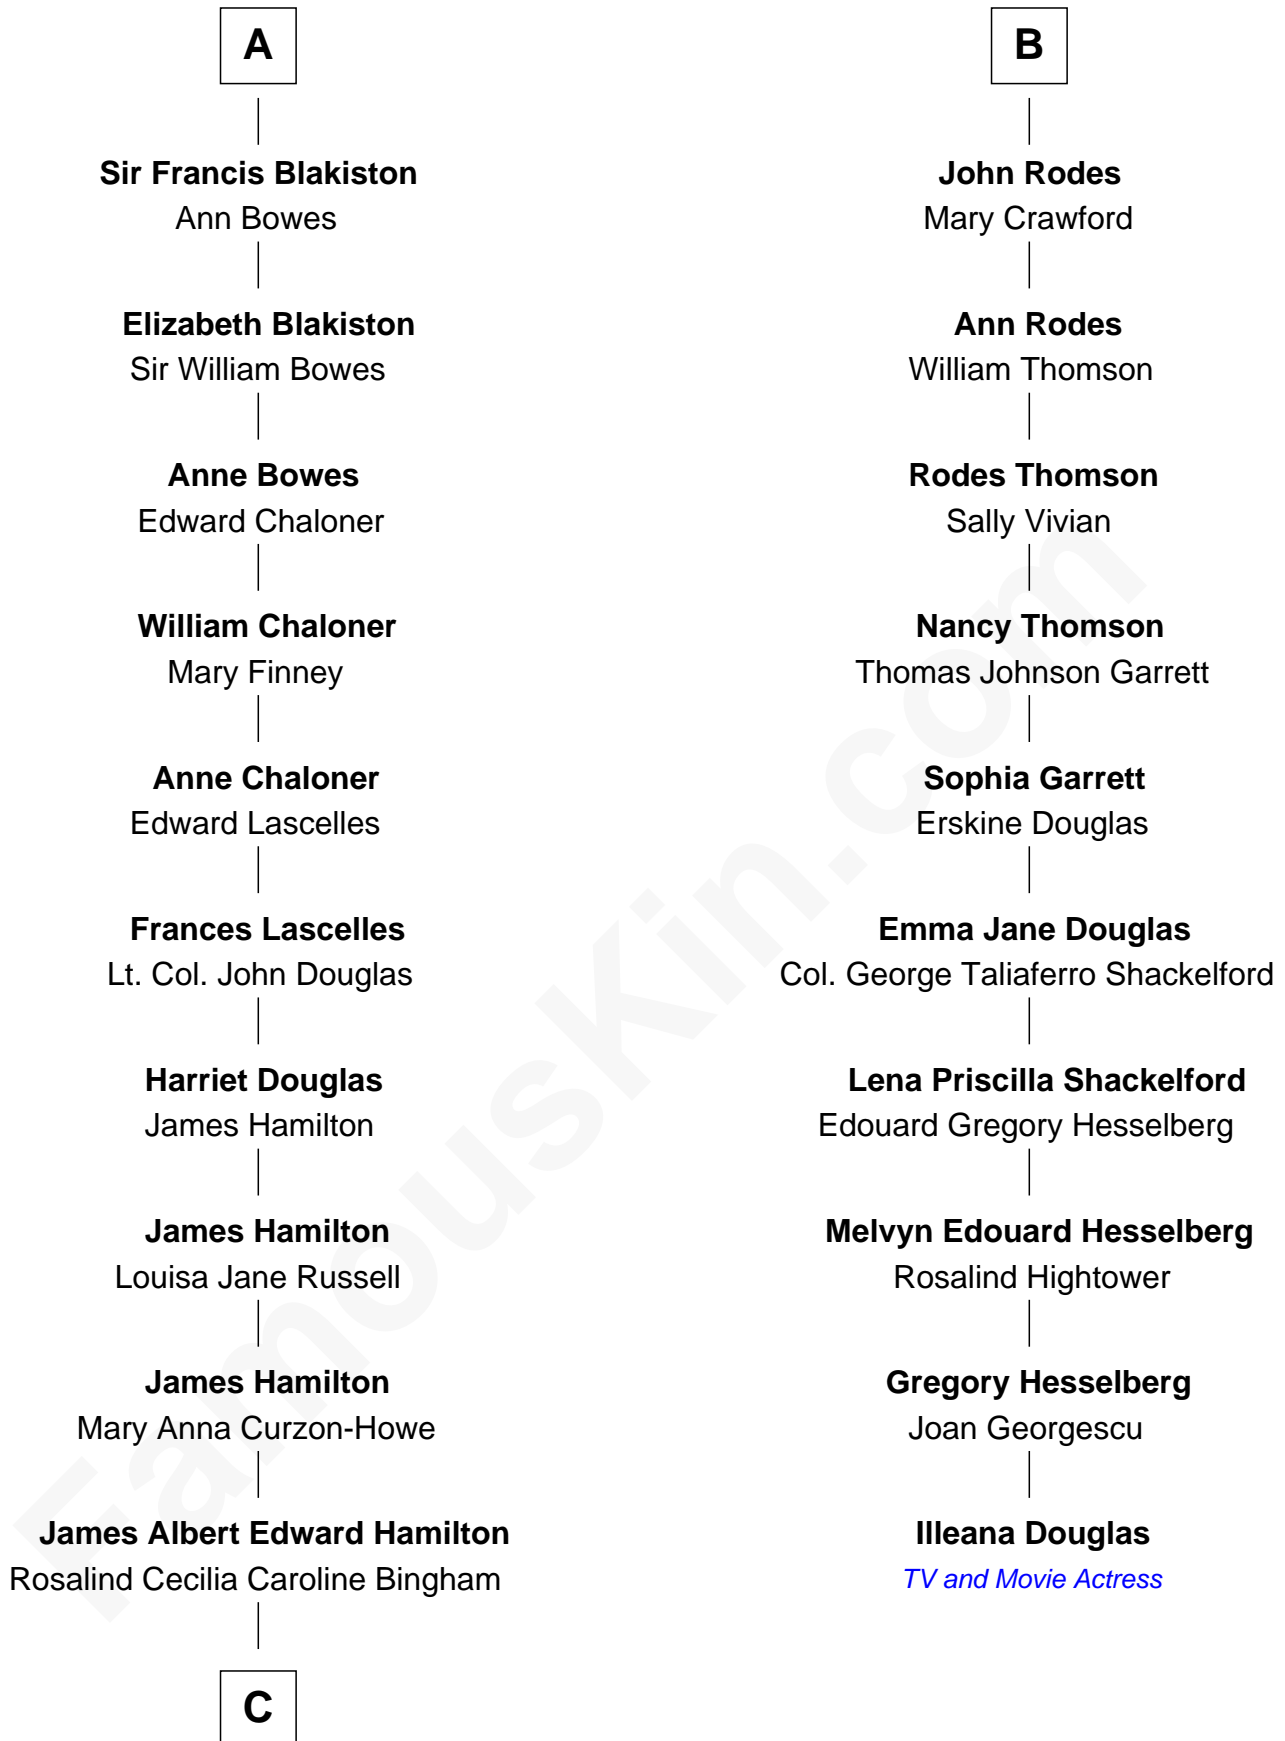 A
Sir Francis Blakiston
Ann Bowes
Elizabeth Blakiston
Sir William Bowes
Anne Bowes
Edward Chaloner
William Chaloner
Mary Finney
Anne Chaloner
Edward Lascelles
Frances Lascelles
Lt. Col. John Douglas
Harriet Douglas
James Hamilton
James Hamilton
Louisa Jane Russell
James Hamilton
Mary Anna Curzon-Howe
James Albert Edward Hamilton
Rosalind Cecilia Caroline Bingham
C
B
John Rodes
Mary Crawford
Ann Rodes
William Thomson
Rodes Thomson
Sally Vivian
Nancy Thomson
Thomas Johnson Garrett
Sophia Garrett
Erskine Douglas
Emma Jane Douglas
Col. George Taliaferro Shackelford
Lena Priscilla Shackelford
Edouard Gregory Hesselberg
Melvyn Edouard Hesselberg
Rosalind Hightower
Gregory Hesselberg
Joan Georgescu
Illeana Douglas
TV and Movie Actress
FamousKin.com